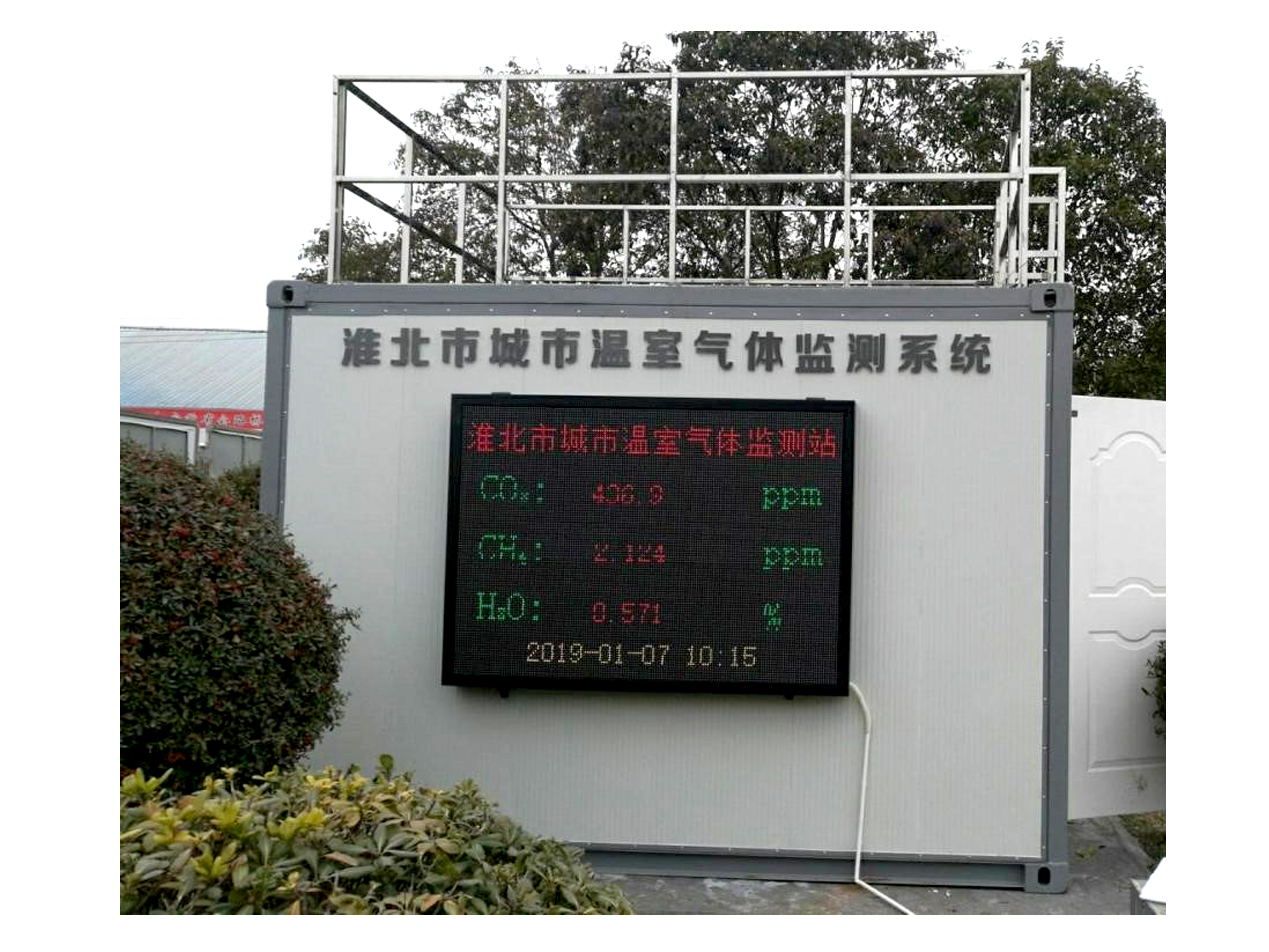 淮北市城市温室气体监测系统
淮北市城市温室气体监测站
CO₂: 436.9 ppm
CH₄: 2.124 ppm
H₂O: 0.571 %
2019-01-07 10:15